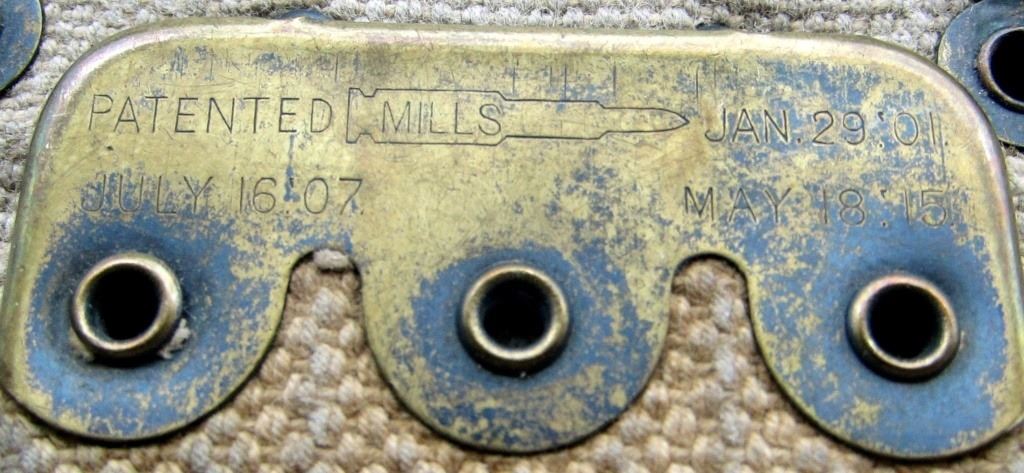 PATENTED MILLS JAN. 29.'01.
JULY 16.'07. MAY 18.'15